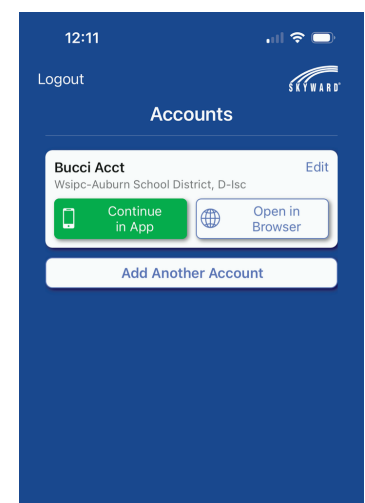 12:11
Logout
SKYWARD
Accounts
Bucci Acct
Edit
Wsipc-Auburn School District, D-Isc
Continue
in App
Open in
Browser
Add Another Account